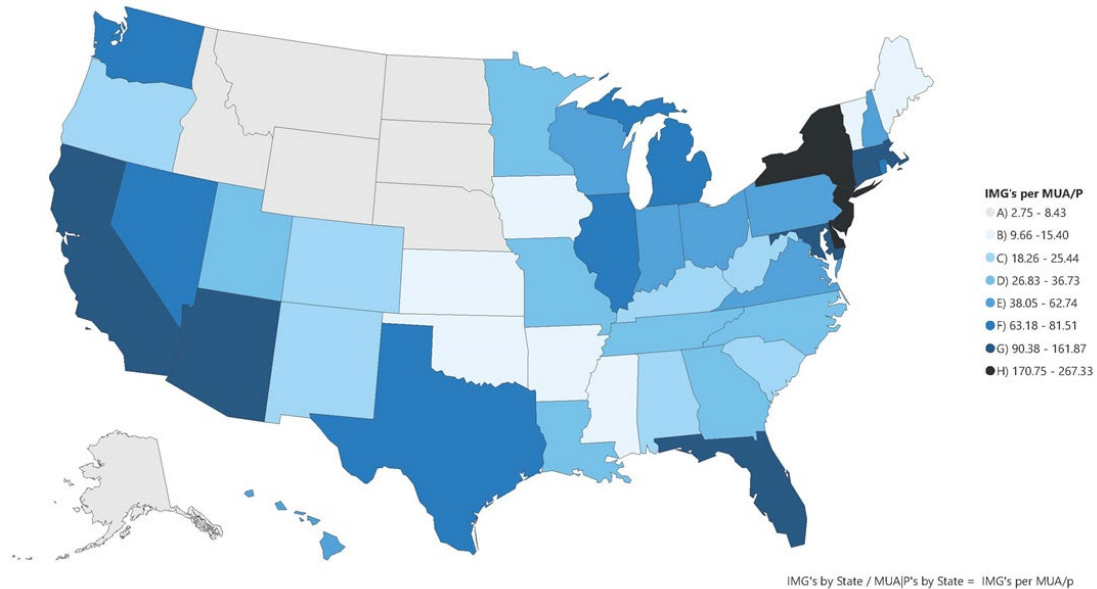 IMG's per MUA/P
A) 2.75 - 8.43
B) 9.66 -15.40
C) 18.26 - 25.44
D) 26.83 - 36.73
E) 38.05 - 62.74
F) 63.18 - 81.51
G) 90.38 - 161.87
H) 170.75 - 267.33
IMG's by State / MUA|P's by State = IMG's per MUA/p